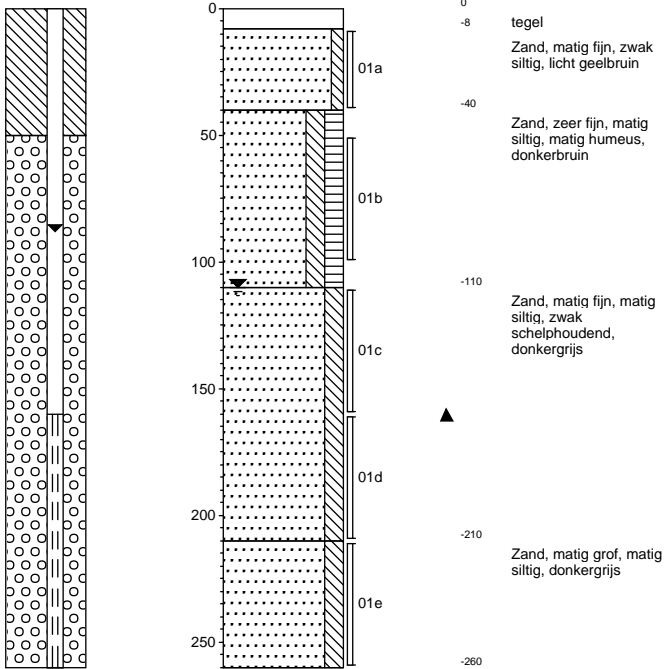 0
0
-8
tegel
Zand, matig fijn, zwak
siltig, licht geelbruin
01a
-40
50
Zand, zeer fijn, matig
siltig, matig humeus,
donkerbruin
01b
100
-110
Zand, matig fijn, matig
siltig, zwak
schelphoudend,
donkergrijs
01c
150
01d
200
-210
Zand, matig grof, matig
siltig, donkergrijs
01e
250
-260